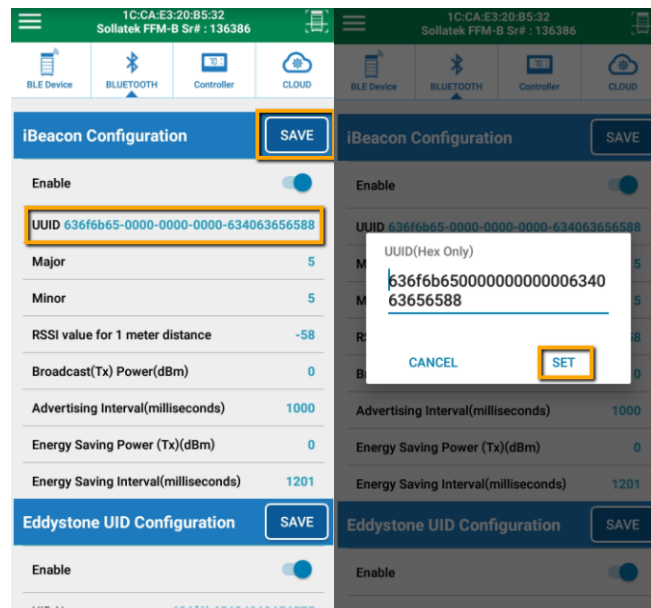 1C:CA:E3:20:B5:32
Sollatek FFM-B Sr# : 136386
BLE Device BLUETOOTH Controller CLOUD
iBeacon Configuration SAVE
Enable
UUID 636f6b65-0000-0000-0000-634063656588
Major 5
Minor 5
RSSI value for 1 meter distance -58
Broadcast(Tx) Power(dBm) 0
Advertising Interval(milliseconds) 1000
Energy Saving Power (Tx)(dBm) 0
Energy Saving Interval(milliseconds) 1201
Eddystone UID Configuration SAVE
Enable
1C:CA:E3:20:B5:32
Sollatek FFM-B Sr# : 136386
BLE Device BLUETOOTH Controller CLOUD
iBeacon Configuration SAVE
Enable
UUID 636f6b65-0000-0000-0000-634063656588
UUID(Hex Only)
636f6b650000000000006340
63656588
CANCEL SET
5
5
8
0
Advertising Interval(milliseconds) 1000
Energy Saving Power (Tx)(dBm) 0
Energy Saving Interval(milliseconds) 1201
Eddystone UID Configuration SAVE
Enable